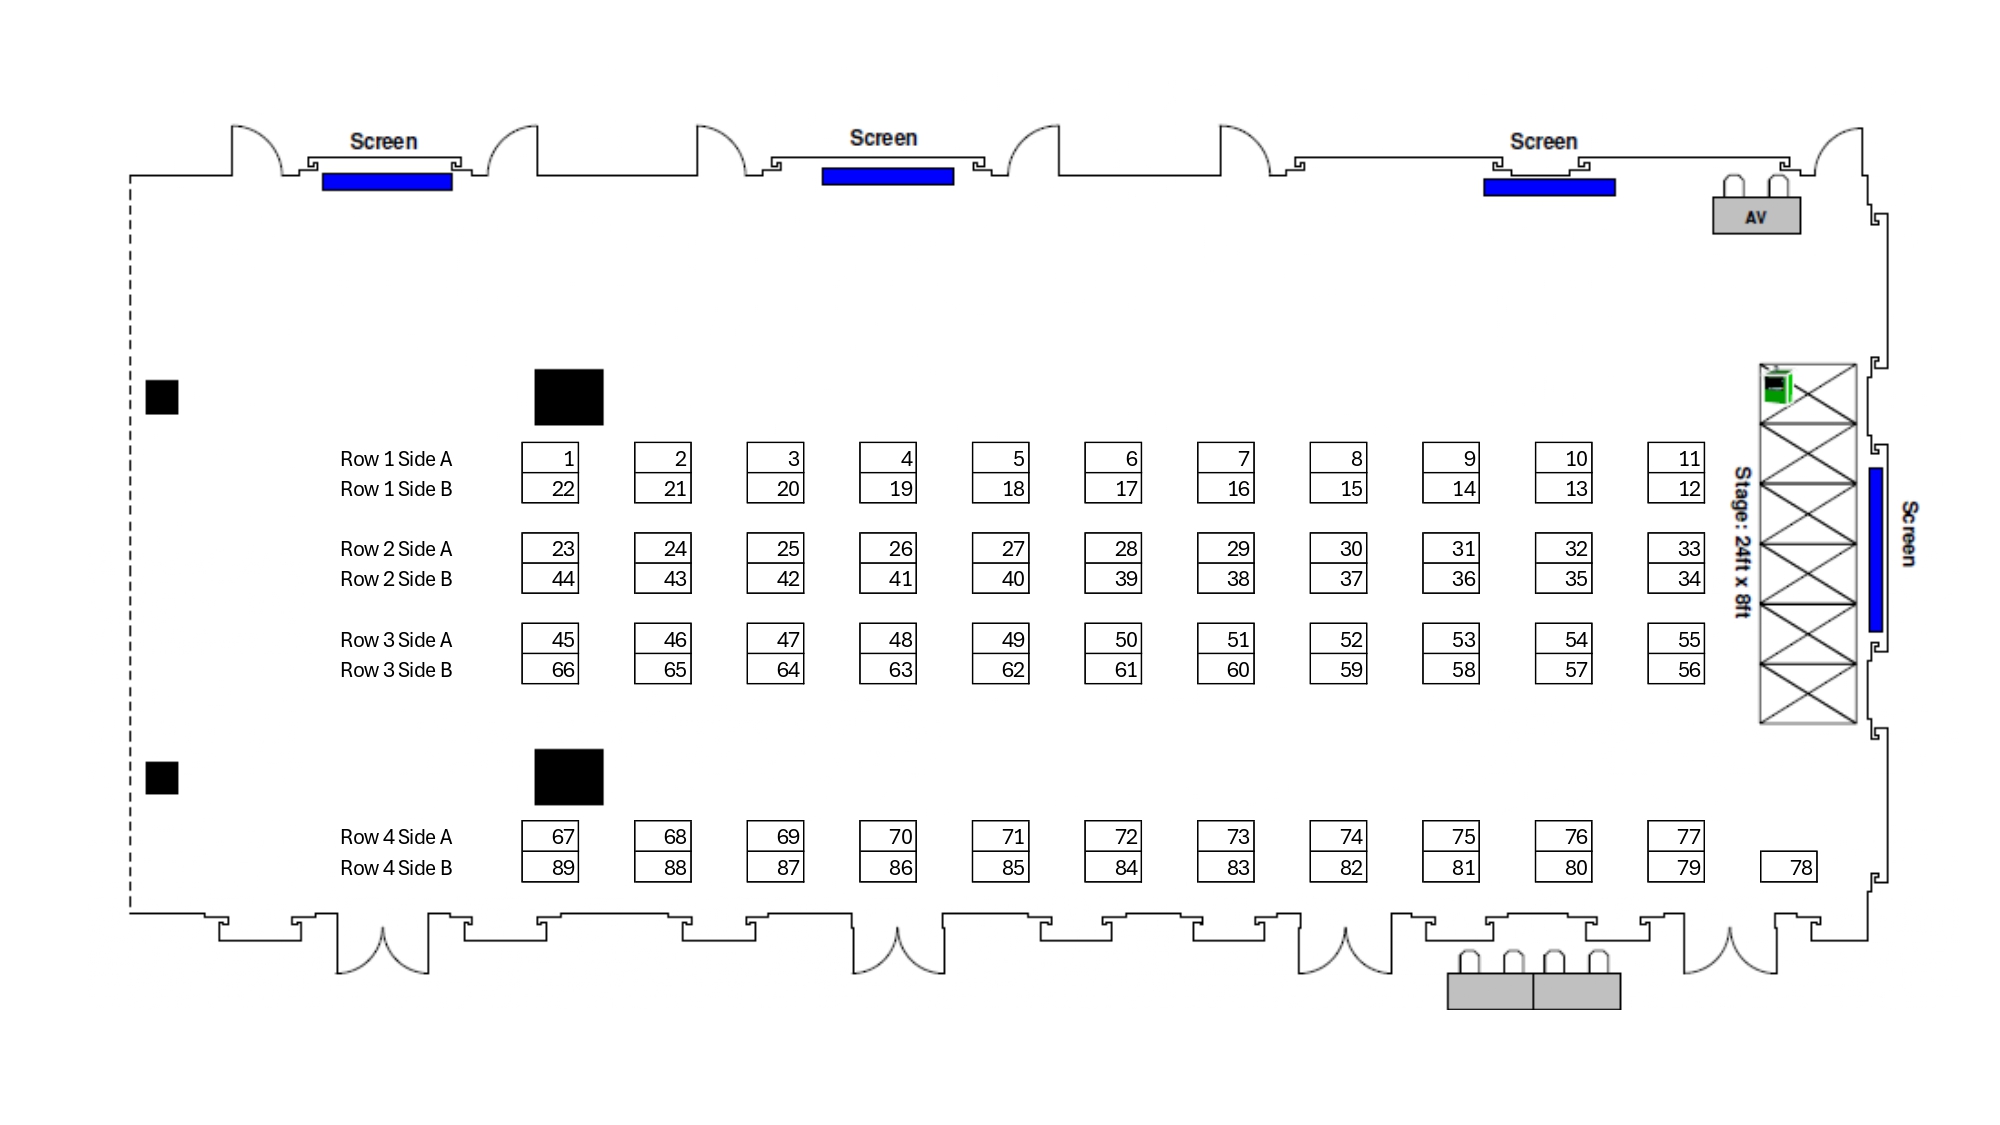 Screen
Screen
Screen
AV
Row 1 Side A 1 2 3 4 5 6 7 8 9 10 11
Row 1 Side B 22 21 20 19 18 17 16 15 14 13 12
Row 2 Side A 23 24 25 26 27 28 29 30 31 32 33
Row 2 Side B 44 43 42 41 40 39 38 37 36 35 34
Row 3 Side A 45 46 47 48 49 50 51 52 53 54 55
Row 3 Side B 66 65 64 63 62 61 60 59 58 57 56
Stage: 24ft x 8ft
Screen
Row 4 Side A 67 68 69 70 71 72 73 74 75 76 77
Row 4 Side B 89 88 87 86 85 84 83 82 81 80 79 78